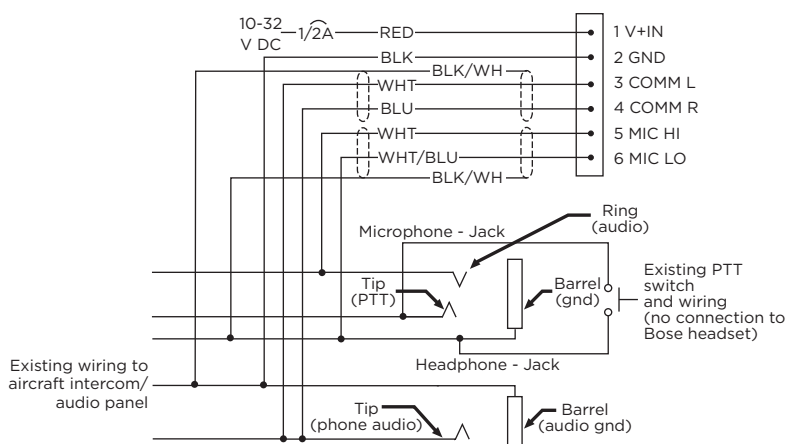 10-32
V DC
1/2A
RED
1 V+IN
BLK
2 GND
BLK/WH
WHT
3 COMM L
BLU
4 COMM R
WHT
5 MIC HI
WHT/BLU
6 MIC LO
BLK/WH
Ring
(audio)
Microphone - Jack
Tip
(PTT)
Barrel
(gnd)
Existing PTT
switch
and wiring
(no connection to
Bose headset)
Headphone - Jack
Existing wiring to
aircraft intercom/
audio panel
Tip
(phone audio)
Barrel
(audio gnd)